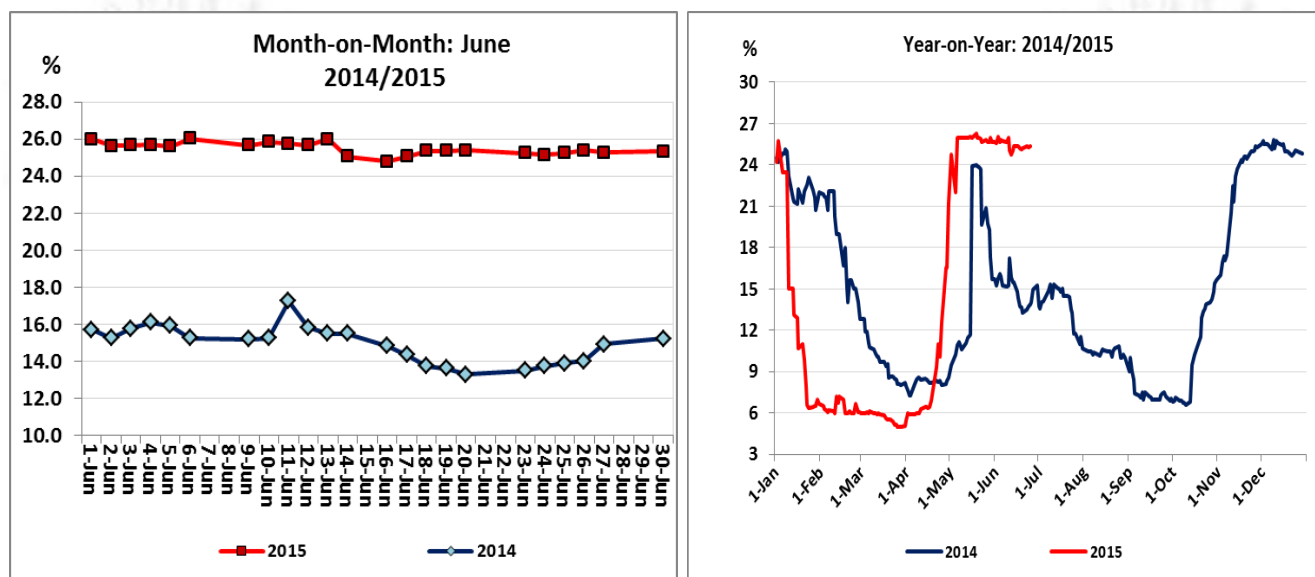 Month-on-Month: June
2014/2015
%
28.0
26.0
24.0
22.0
20.0
18.0
16.0
14.0
12.0
10.0
1-Jun
2-Jun
3-Jun
4-Jun
5-Jun
6-Jun
7-Jun
8-Jun
9-Jun
10-Jun
11-Jun
12-Jun
13-Jun
14-Jun
16-Jun
17-Jun
18-Jun
19-Jun
20-Jun
22-Jun
23-Jun
24-Jun
25-Jun
26-Jun
27-Jun
28-Jun
29-Jun
30-Jun
2015
2014
Year-on-Year: 2014/2015
%
30
27
24
21
18
15
12
9
6
3
1-Jan
1-Feb
1-Mar
1-Apr
1-May
1-Jun
1-Jul
1-Aug
1-Sep
1-Oct
1-Nov
1-Dec
2014
2015